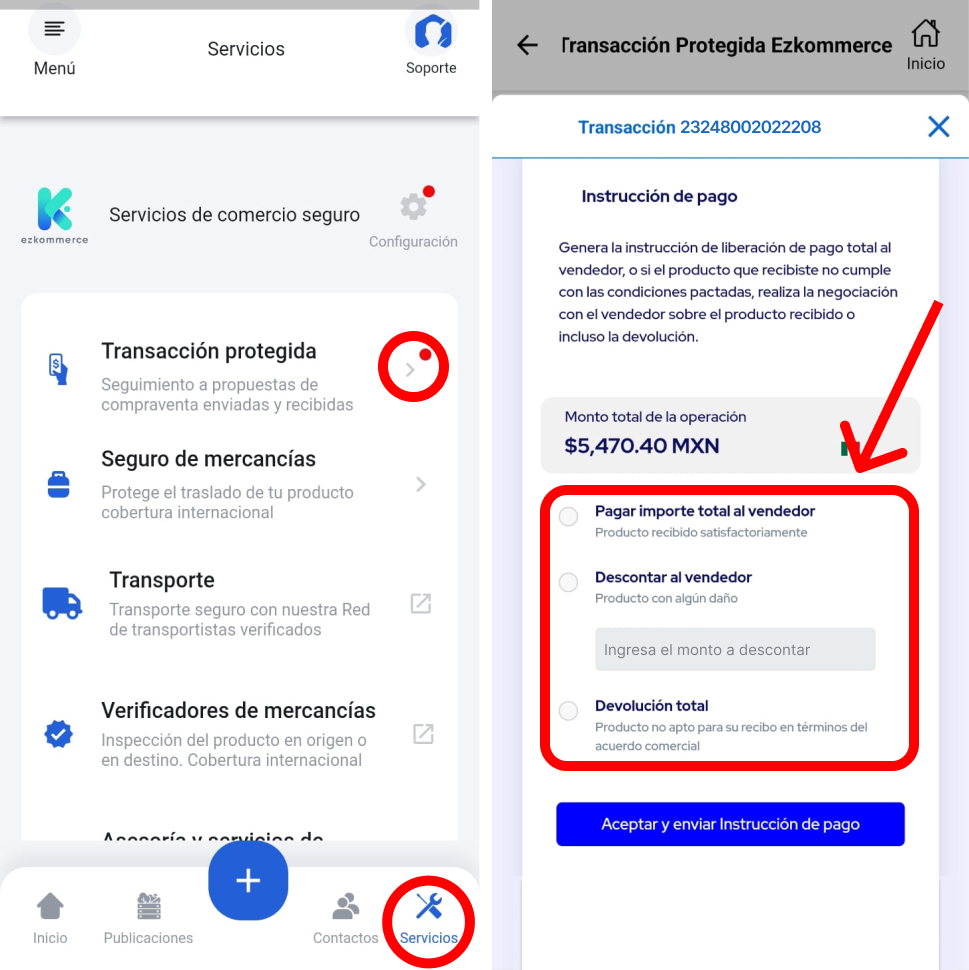 Menú
Servicios
Soporte
ezkommerce
Servicios de comercio seguro
Configuración
Transacción protegida
Seguimiento a propuestas de
compraventa enviadas y recibidas
Seguro de mercancías
Protege el traslado de tu producto
cobertura internacional
Transporte
Transporte seguro con nuestra Red
de transportistas verificados
Verificadores de mercancías
Inspección del producto en origen o
en destino. Cobertura internacional
Asesoría y servicios de
Inicio
Publicaciones
Contactos
Servicios
Transacción Protegida Ezkommerce
Inicio
Transacción 23248002022208
Instrucción de pago
Genera la instrucción de liberación de pago total al
vendedor, o si el producto que recibiste no cumple
con las condiciones pactadas, realiza la negociación
con el vendedor sobre el producto recibido o
incluso la devolución.
Monto total de la operación
$5,470.40 MXN
Pagar importe total al vendedor
Producto recibido satisfactoriamente
Descontar al vendedor
Producto con algún daño
Ingresa el monto a descontar
Devolución total
Producto no apto para su recibo en términos del
acuerdo comercial
Aceptar y enviar Instrucción de pago